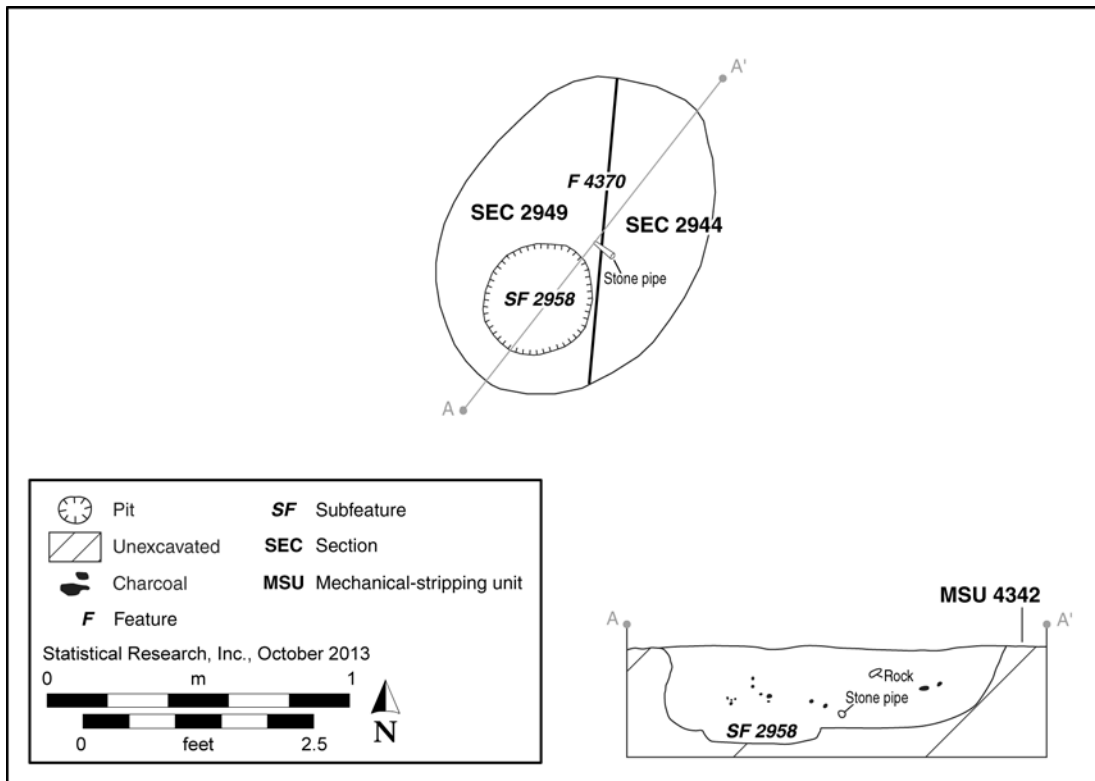 A'
F 4370
SEC 2949
SEC 2944
Stone pipe
SF 2958
A
Pit
SF Subfeature
Unexcavated
SEC Section
Charcoal
MSU Mechanical-stripping unit
F Feature
Statistical Research, Inc., October 2013
0 m 1
N
0 feet 2.5
MSU 4342
A
A'
Rock
Stone pipe
SF 2958